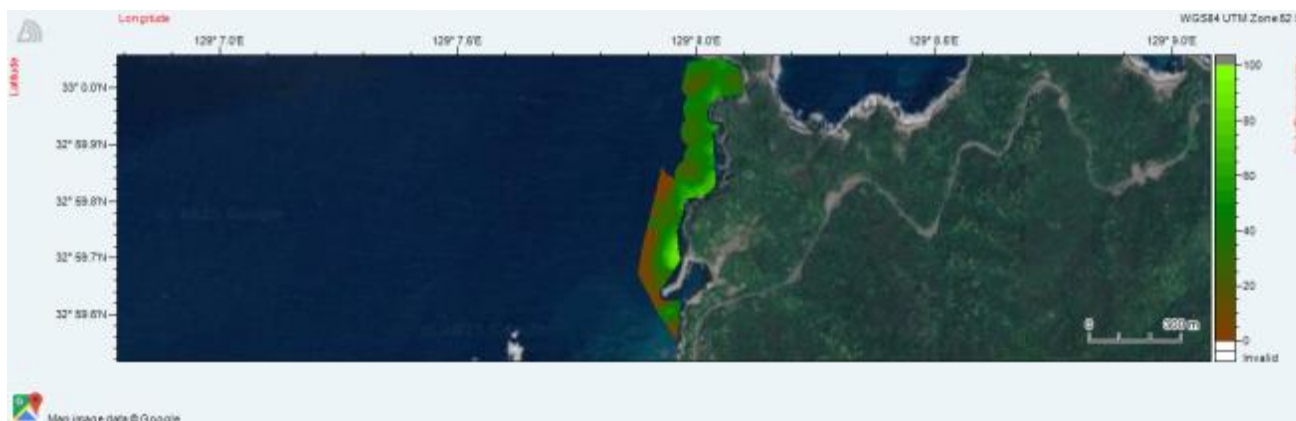 Longitude
WGS84 UTM Zone 52
129° 7.0'E
129° 7.5'E
129° 8.0'E
129° 8.5'E
129° 9.0'E
Latitude
33° 0.0'N
32° 59.9'N
32° 59.8'N
32° 59.7'N
32° 59.6'N
100
80
60
40
20
0
Invalid
0
300 m
Map image data © Google